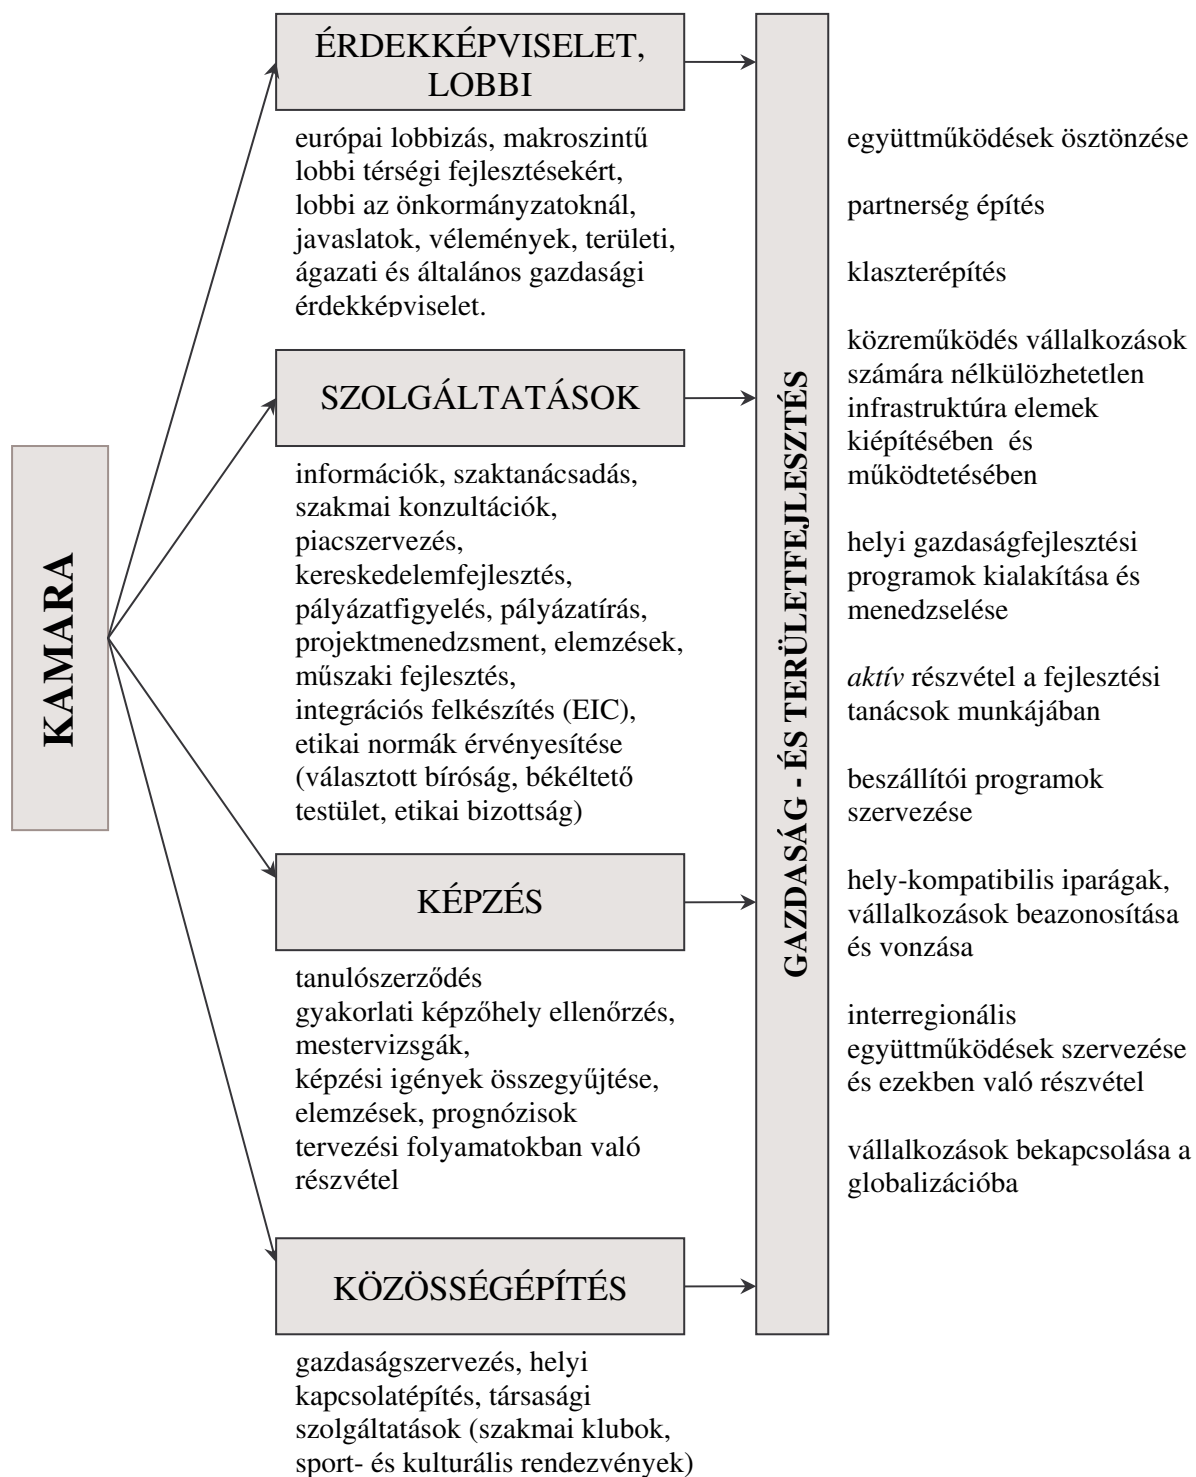 KAMARA
ÉRDEKKÉPVISELET,
LOBBI
európai lobbizás, makroszintű
lobbi térségi fejlesztésekért,
lobbi az önkormányzatoknál,
javaslatok, vélemények, területi,
ágazati és általános gazdasági
érdekképviselet.
SZOLGÁLTATÁSOK
információk, szaktanácsadás,
szakmai konzultációk,
piacszervezés,
kereskedelemfejlesztés,
pályázatfigyelés, pályázatírás,
projektmenedzsment, elemzések,
műszaki fejlesztés,
integrációs felkészítés (EIC),
etikai normák érvényesítése
(választott bíróság, békéltető
testület, etikai bizottság)
KÉPZÉS
tanulószerződés
gyakorlati képzőhely ellenőrzés,
mestervizsgák,
képzési igények összegyűjtése,
elemzések, prognózisok
tervezési folyamatokban való
részvétel
KÖZÖSSÉGÉPÍTÉS
gazdaságszervezés, helyi
kapcsolatépítés, társasági
szolgáltatások (szakmai klubok,
sport- és kulturális rendezvények)
GAZDASÁG - ÉS TERÜLETFEJLESZTÉS
együttműködések ösztönzése
partnerség építés
klaszterépítés
közreműködés vállalkozások
számára nélkülözhetetlen
infrastruktúra elemek
kiépítésében  és
működtetésében
helyi gazdaságfejlesztési
programok kialakítása és
menedzselése
aktív részvétel a fejlesztési
tanácsok munkájában
beszállítói programok
szervezése
hely-kompatibilis iparágak,
vállalkozások beazonosítása
és vonzása
interregionális
együttműködések szervezése
és ezekben való részvétel
vállalkozások bekapcsolása a
globalizációba